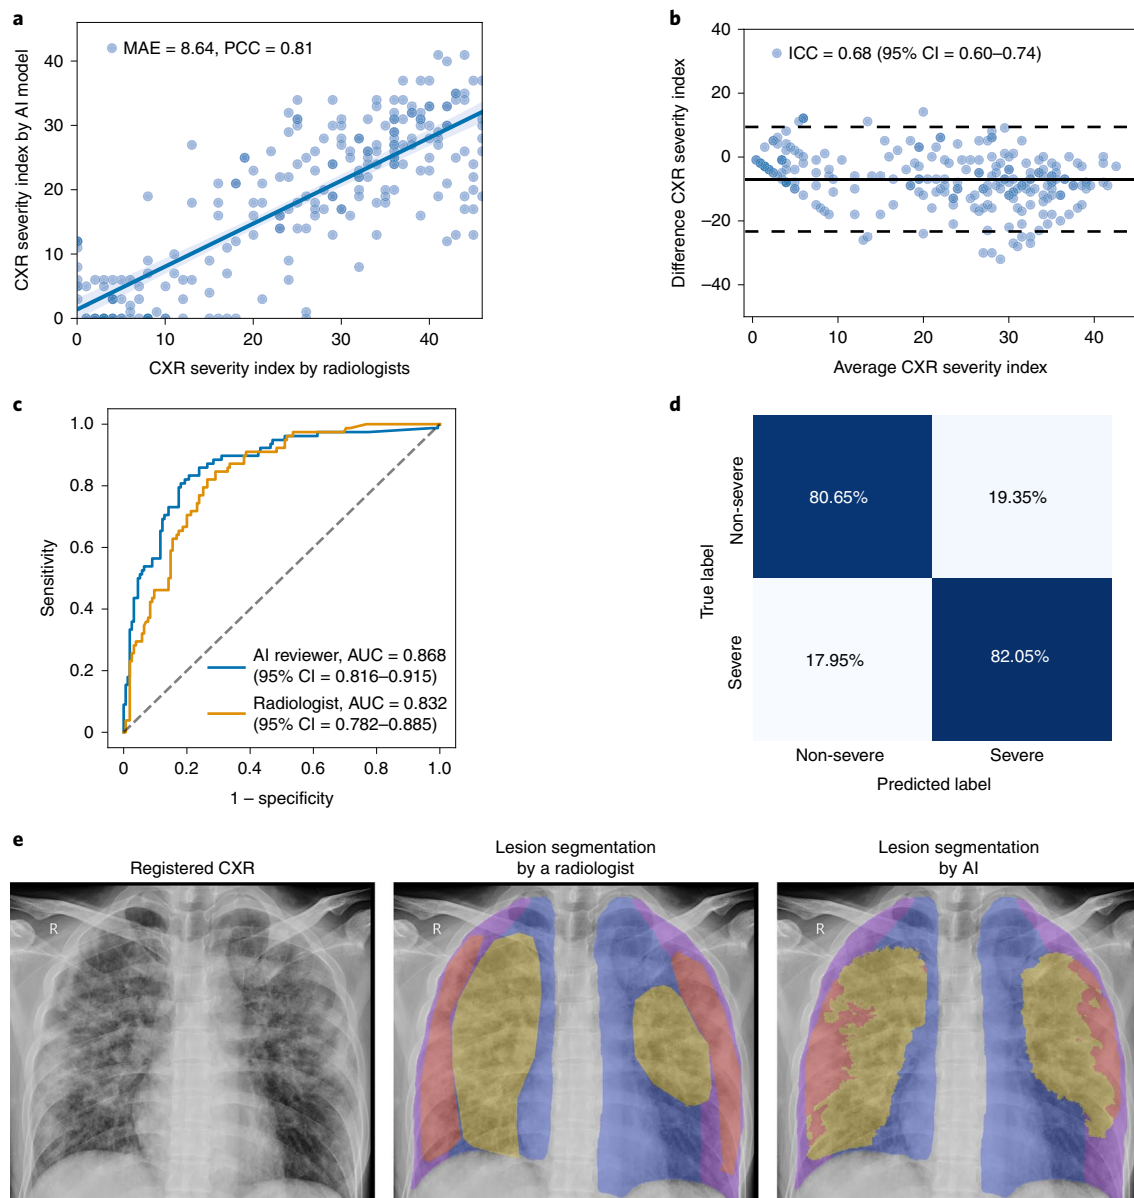 a
MAE = 8.64, PCC = 0.81
CXR severity index by AI model
40
30
20
10
0
0
10
20
30
40
CXR severity index by radiologists
b
ICC = 0.68 (95% CI = 0.60–0.74)
Difference CXR severity index
40
20
0
–20
–40
0
10
20
30
40
Average CXR severity index
c
Sensitivity
1.0
0.8
0.6
0.4
0.2
0
AI reviewer, AUC = 0.868
(95% CI = 0.816–0.915)
Radiologist, AUC = 0.832
(95% CI = 0.782–0.885)
0
0.2
0.4
0.6
0.8
1.0
1 – specificity
d
True label
Non-severe
Severe
80.65%
19.35%
17.95%
82.05%
Non-severe
Severe
Predicted label
e
Registered CXR
Lesion segmentation
by a radiologist
Lesion segmentation
by AI
R
R
R